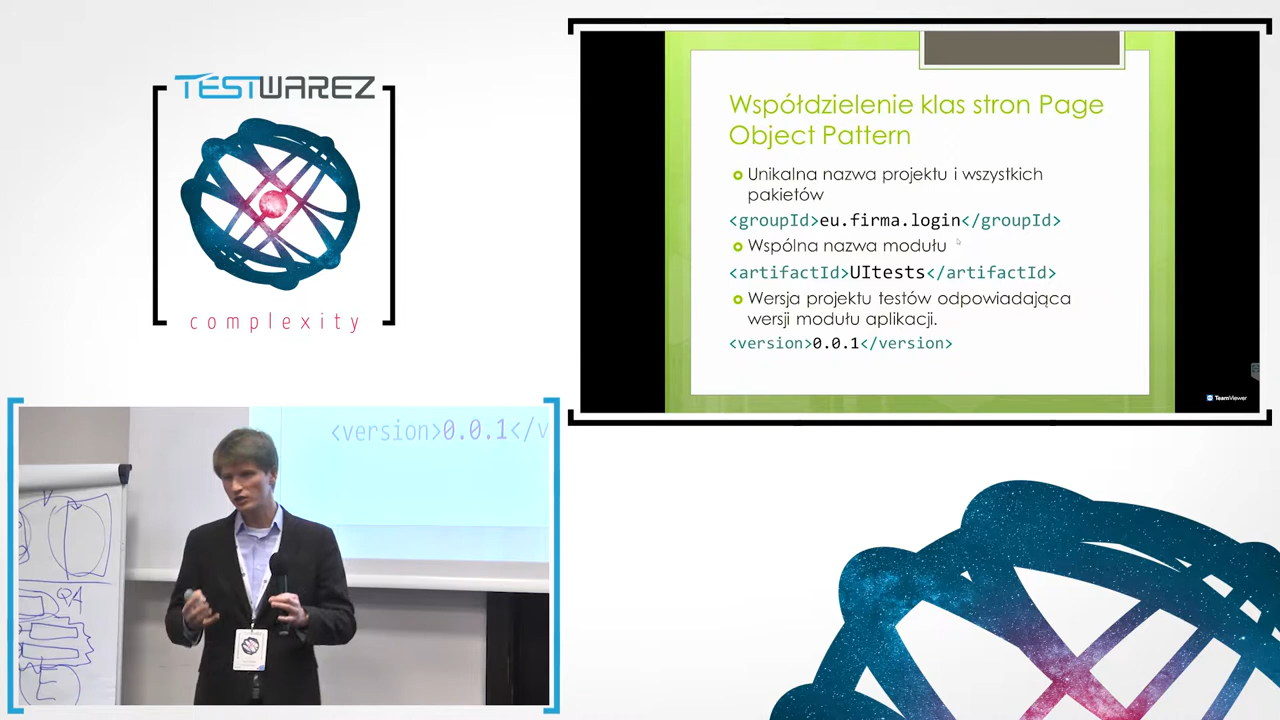 TESTWAREZ
complexity
Współdzielenie klas stron Page
Object Pattern
Unikalna nazwa projektu i wszystkich
pakietów
<groupId>eu.firma.login</groupId>
Wspólna nazwa modułu
<artifactId>UItests</artifactId>
Wersja projektu testów odpowiadająca
wersji modułu aplikacji.
<version>0.0.1</version>
TeamViewer
<version>0.0.1</v
QA
E